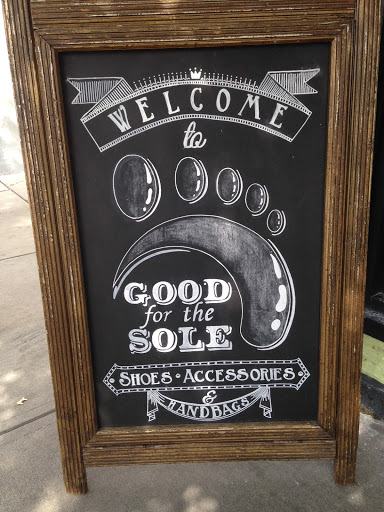 WELCOME
to
GOOD
for the
SOLE
SHOES • ACCESSORIES
&
HANDBAGS